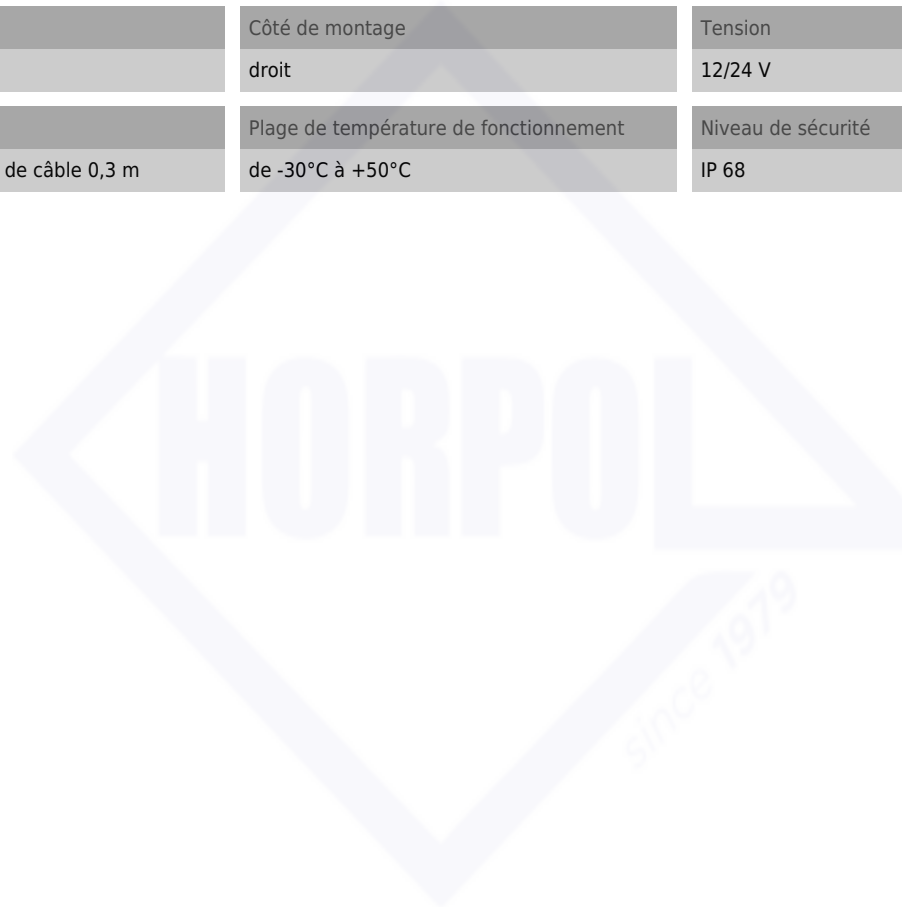 Côté de montage
Tension
droit
12/24 V
Plage de température de fonctionnement
Niveau de sécurité
de câble 0,3 m
de -30°C à +50°C
IP 68
HORPOL
since 1979